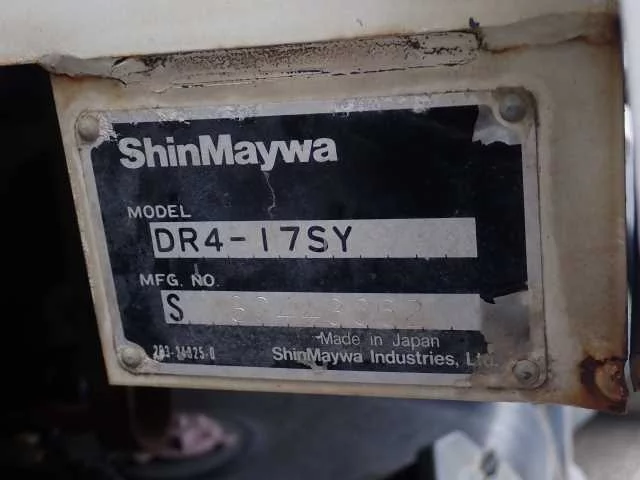 ShinMaywa
MODEL
DR4-17SY
MFG. NO.
S
Made in Japan
ShinMaywa Industries, Ltd.